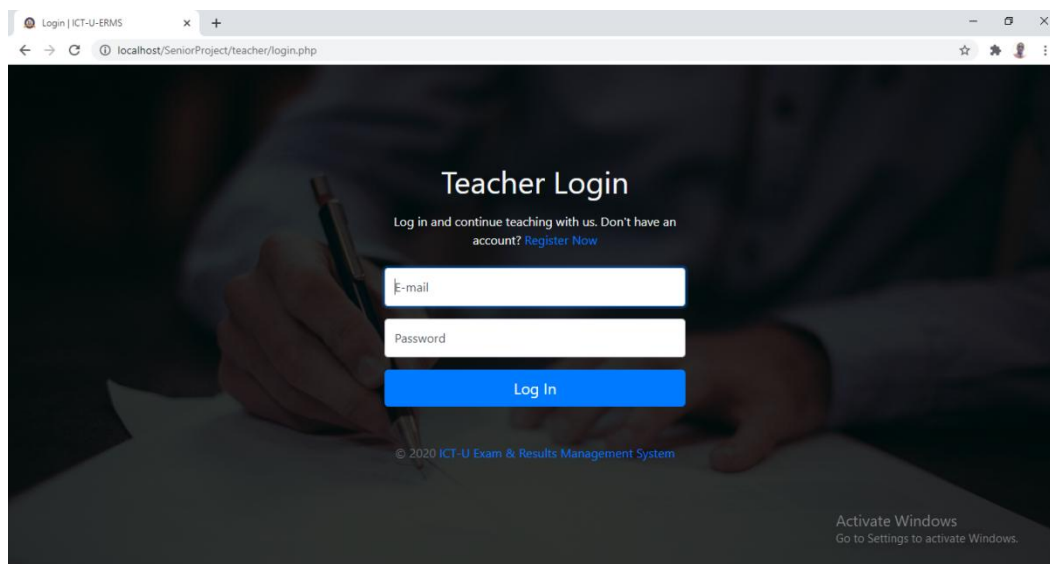 Login | ICT-U-ERMS
localhost/SeniorProject/teacher/login.php
Teacher Login
Log in and continue teaching with us. Don't have an
account? Register Now
E-mail
Password
Log In
© 2020 ICT-U Exam & Results Management System
Activate Windows
Go to Settings to activate Windows.